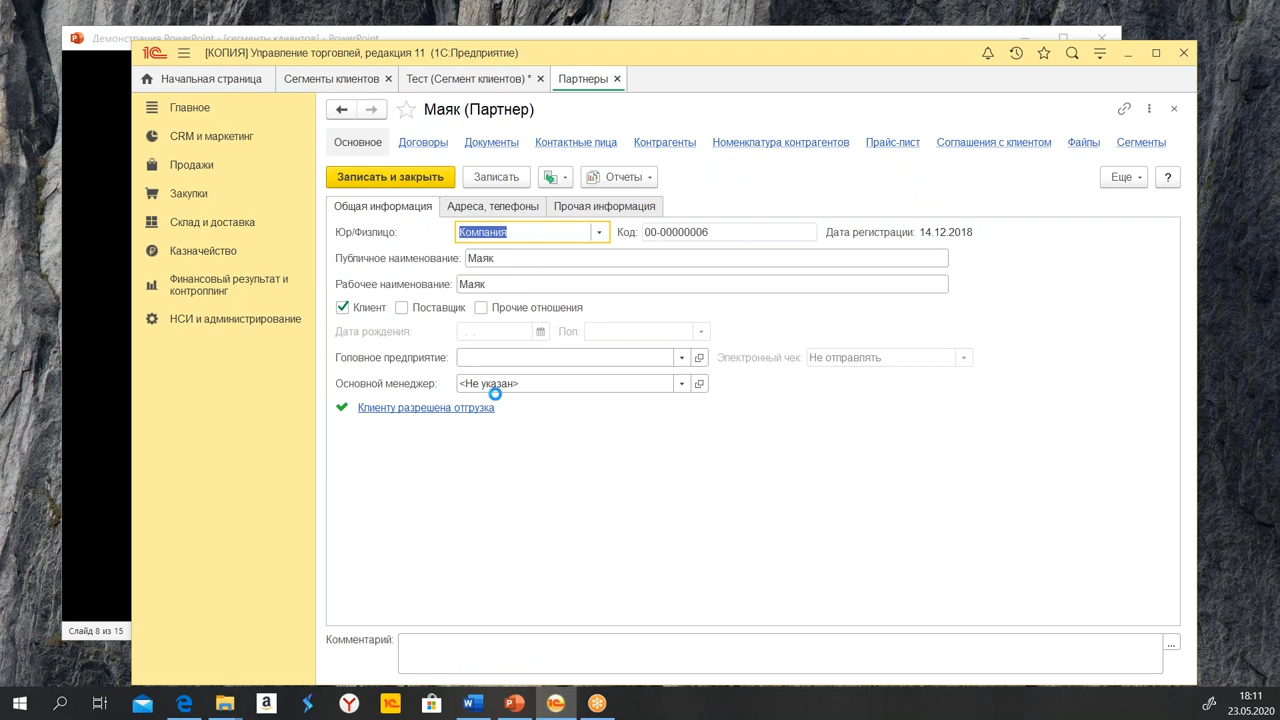 Демонстрация PowerPoint - [сегменты клиентов] - PowerPoint
[КОПИЯ] Управление торговлей, редакция 11 (1С:Предприятие)
Начальная страница
Сегменты клиентов
Тест (Сегмент клиентов) *
Партнеры
Главное
CRM и маркетинг
Продажи
Закупки
Склад и доставка
Казначейство
Финансовый результат и
контроллинг
НСИ и администрирование
Маяк (Партнер)
Основное Договоры Документы Контактные лица Контрагенты Номенклатура контрагентов Прайс-лист Соглашения с клиентом Файлы Сегменты
Записать и закрыть Записать Отчеты Еще ?
Общая информация Адреса, телефоны Прочая информация
Юр/Физлицо: Компания Код: 00-00000006 Дата регистрации: 14.12.2018
Публичное наименование: Маяк
Рабочее наименование: Маяк
Клиент Поставщик Прочие отношения
Дата рождения: . . Пол:
Головное предприятие: Электронный чек: Не отправлять
Основной менеджер: <Не указан>
Клиенту разрешена отгрузка
Комментарий: ...
Слайд 8 из 15
18:11
23.05.2020